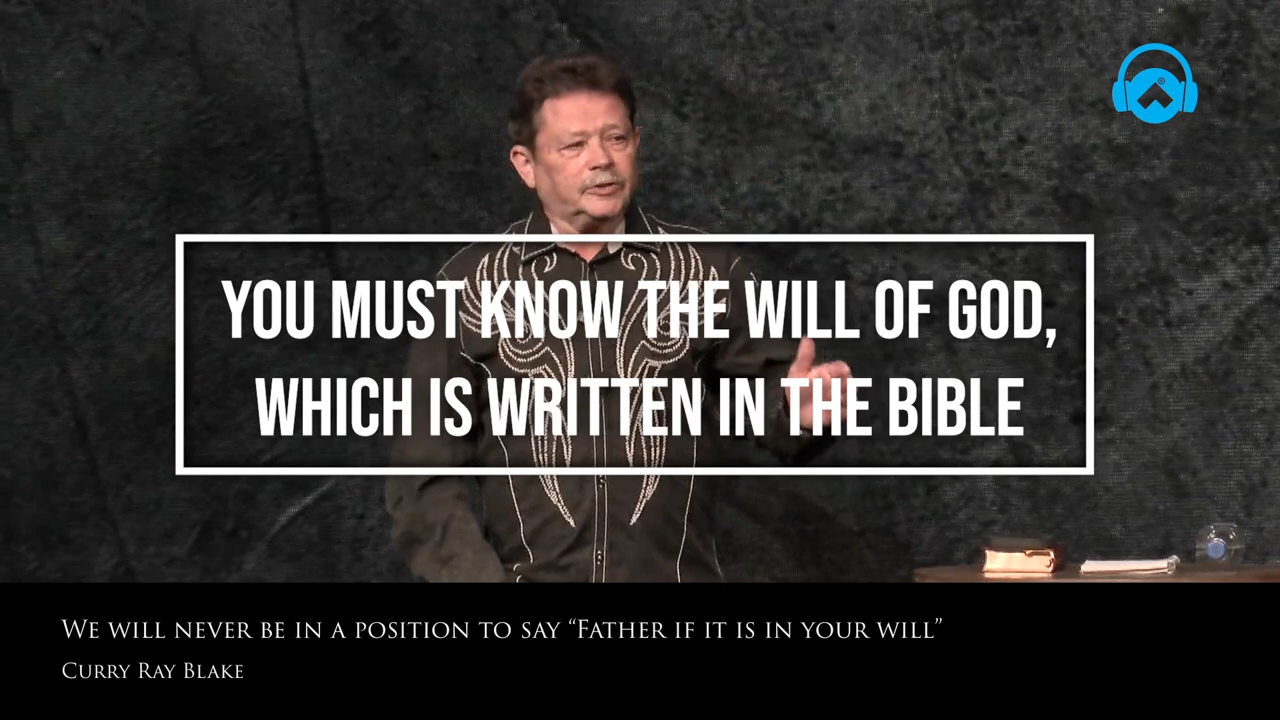 YOU MUST KNOW THE WILL OF GOD,
WHICH IS WRITTEN IN THE BIBLE
We will never be in a position to say “Father if it is in your will”
Curry Ray Blake